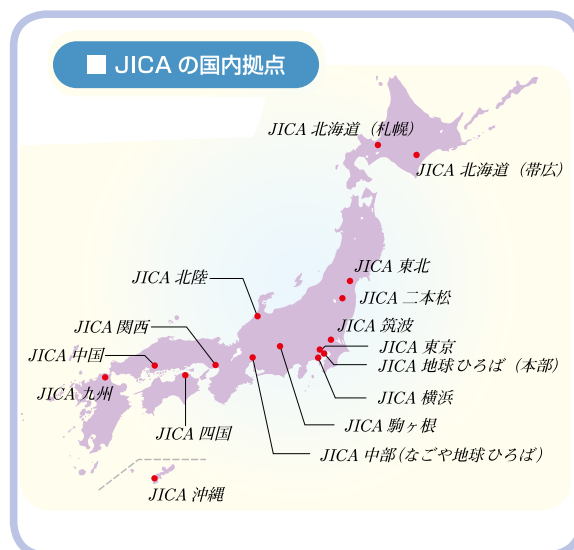 ■ JICA の国内拠点
JICA 北海道（札幌）
JICA 北海道（帯広）
JICA 東北
JICA 北陸
JICA 二本松
JICA 関西
JICA 筑波
JICA 東京
JICA 中国
JICA 地球ひろば（本部）
JICA 九州
JICA 横浜
JICA 駒ヶ根
JICA 四国
JICA 中部（なごや地球ひろば）
JICA 沖縄